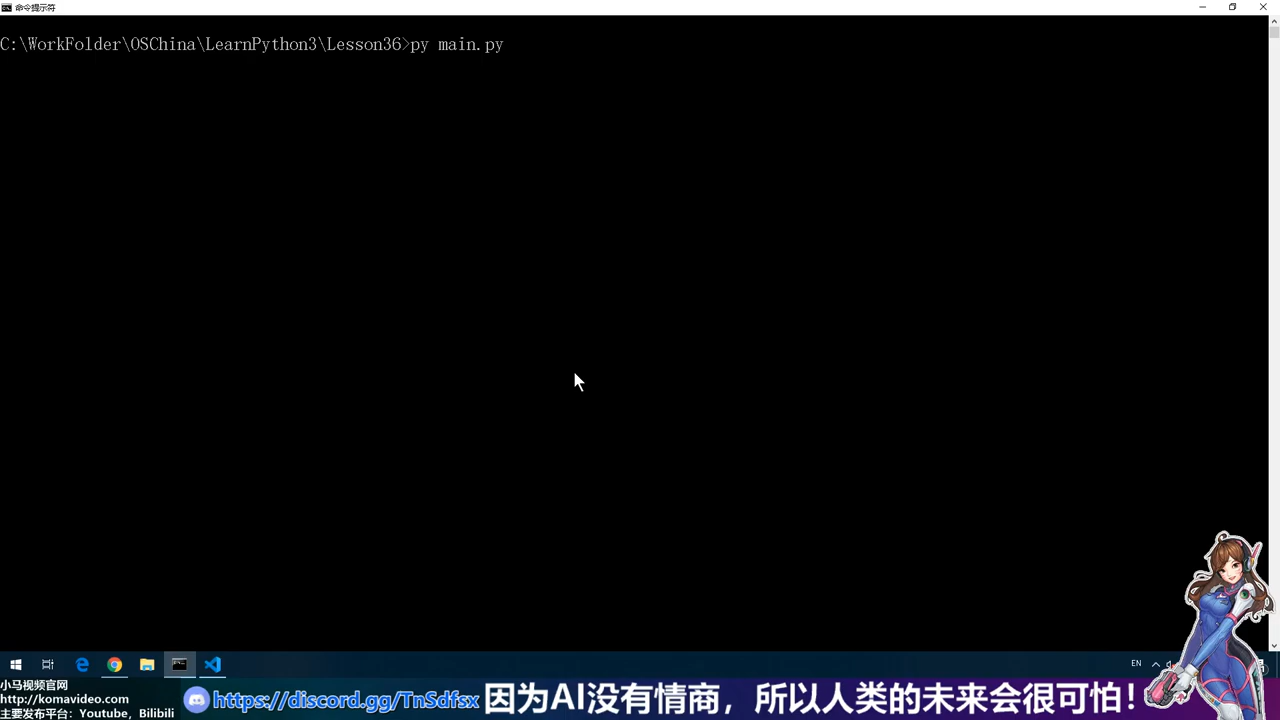 命令提示符
C:\WorkFolder\OSChina\LearnPython3\Lesson36>py main.py
EN
小马视频官网
http://komavideo.com
主要发布平台: Youtube, Bilibili
https://discord.gg/TnSdfsx 因为AI没有情商，所以人类的未来会很可怕！